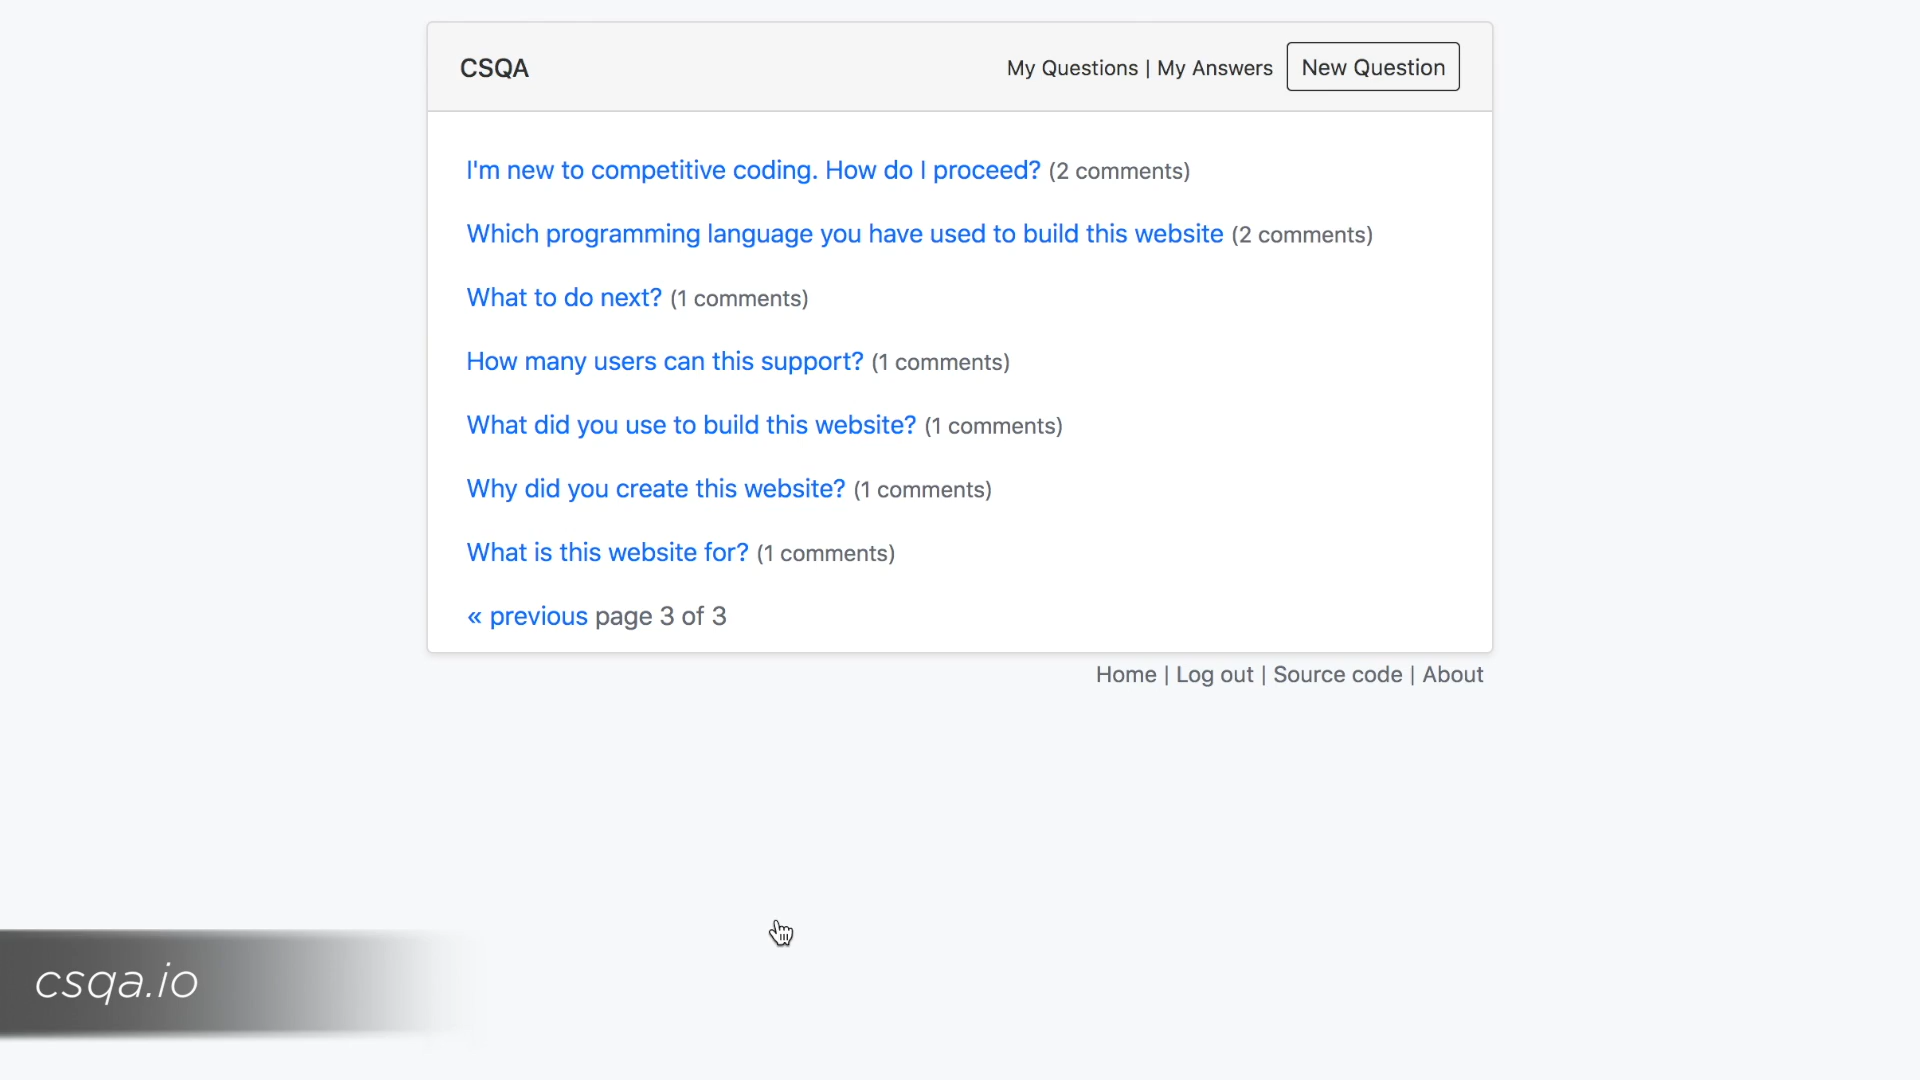 CSQA
My Questions | My Answers New Question
I'm new to competitive coding. How do I proceed? (2 comments)
Which programming language you have used to build this website (2 comments)
What to do next? (1 comments)
How many users can this support? (1 comments)
What did you use to build this website? (1 comments)
Why did you create this website? (1 comments)
What is this website for? (1 comments)
« previous page 3 of 3
Home | Log out | Source code | About
csqa.io